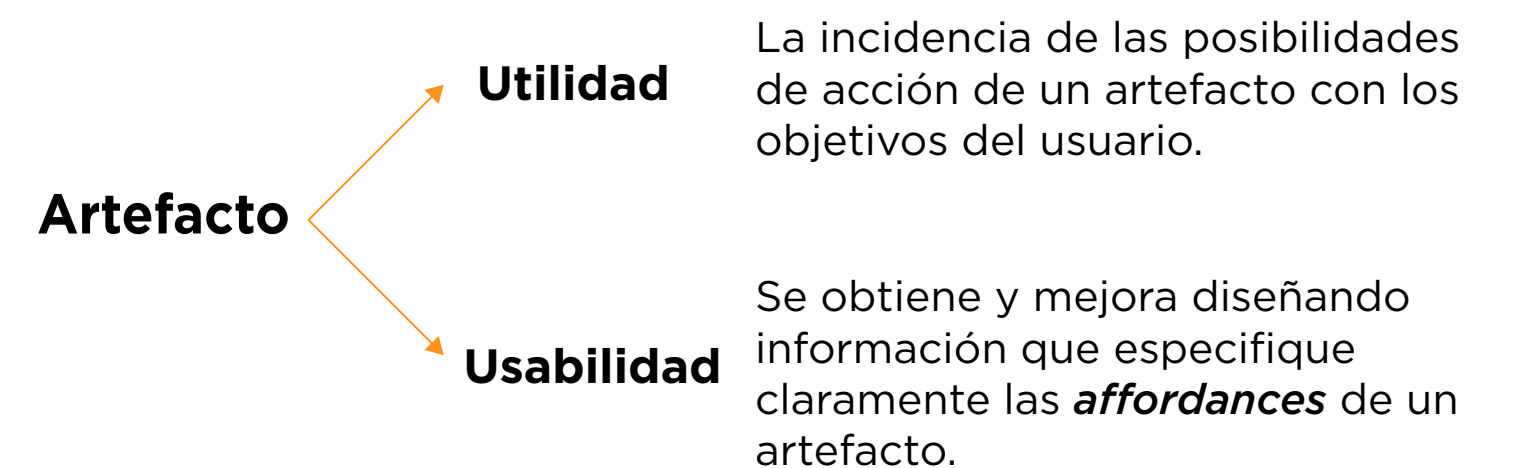 Artefacto
Utilidad
La incidencia de las posibilidades
de acción de un artefacto con los
objetivos del usuario.
Usabilidad
Se obtiene y mejora diseñando
información que especifique
claramente las affordances de un
artefacto.